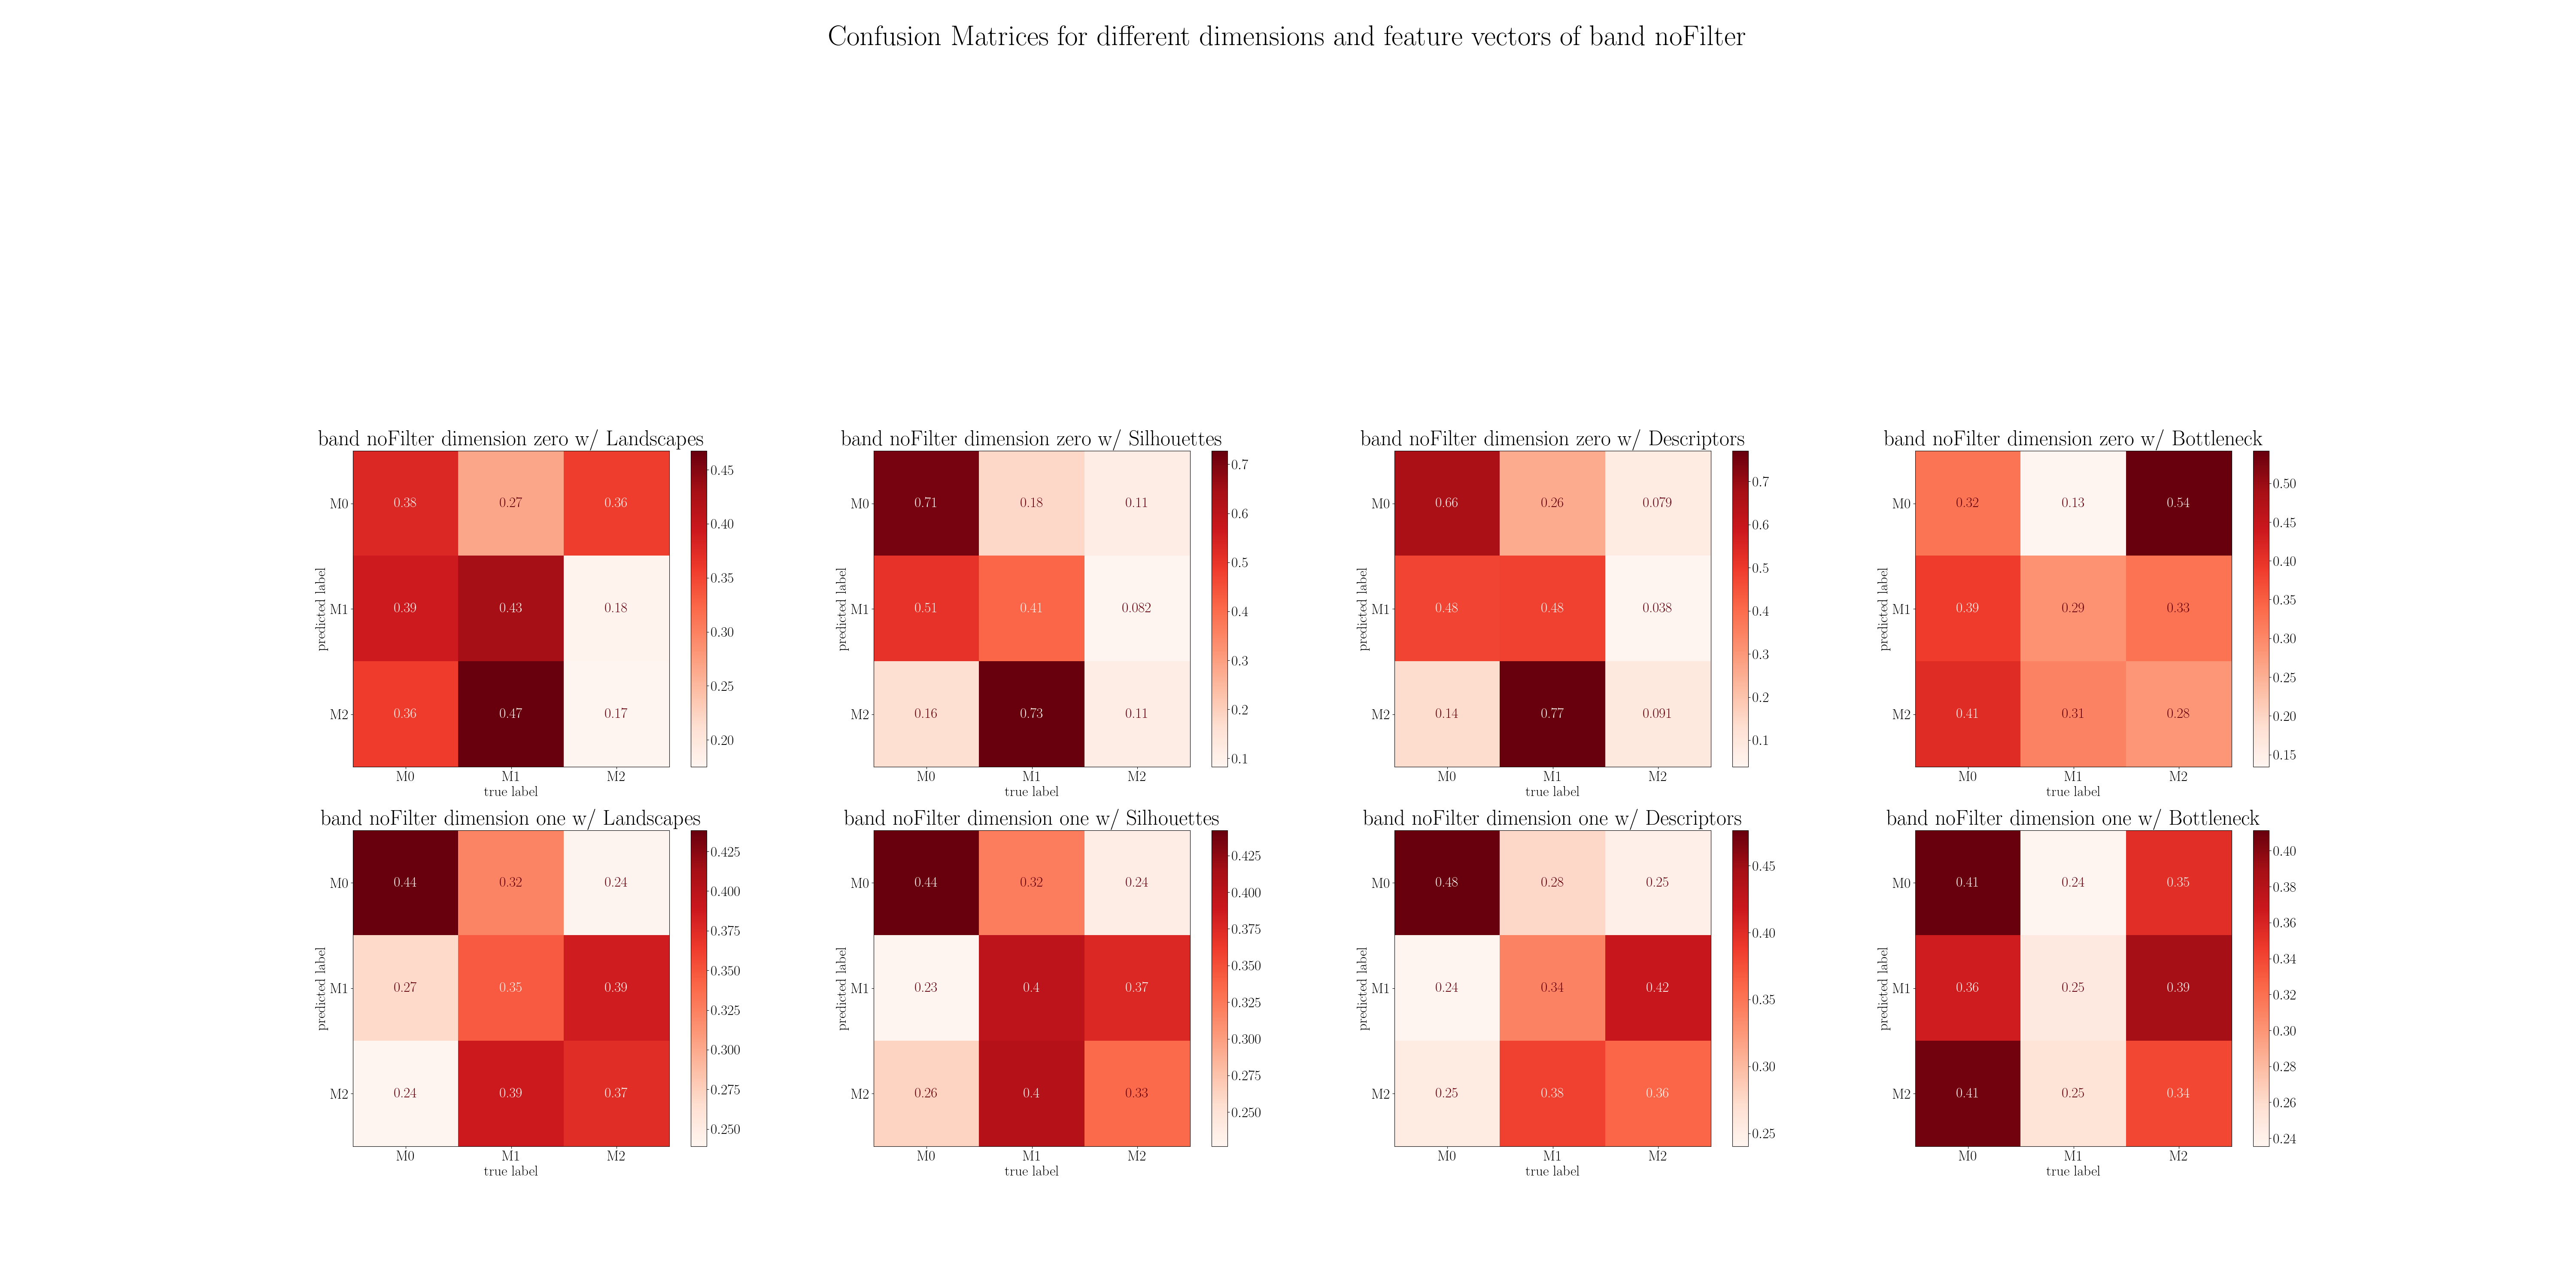 Confusion Matrices for different dimensions and feature vectors of band noFilter
band noFilter dimension zero w/ Landscapes
predicted label
M0 0.38 0.27 0.36
M1 0.39 0.43 0.18
M2 0.36 0.47 0.17
M0 M1 M2
true label
0.45
0.40
0.35
0.30
0.25
0.20
band noFilter dimension zero w/ Silhouettes
predicted label
M0 0.71 0.18 0.11
M1 0.51 0.41 0.082
M2 0.16 0.73 0.11
M0 M1 M2
true label
0.7
0.6
0.5
0.4
0.3
0.2
0.1
band noFilter dimension zero w/ Descriptors
predicted label
M0 0.66 0.26 0.079
M1 0.48 0.48 0.038
M2 0.14 0.77 0.091
M0 M1 M2
true label
0.7
0.6
0.5
0.4
0.3
0.2
0.1
band noFilter dimension zero w/ Bottleneck
predicted label
M0 0.32 0.13 0.54
M1 0.39 0.29 0.33
M2 0.41 0.31 0.28
M0 M1 M2
true label
0.50
0.45
0.40
0.35
0.30
0.25
0.20
0.15
band noFilter dimension one w/ Landscapes
predicted label
M0 0.44 0.32 0.24
M1 0.27 0.35 0.39
M2 0.24 0.39 0.37
M0 M1 M2
true label
0.425
0.400
0.375
0.350
0.325
0.300
0.275
0.250
band noFilter dimension one w/ Silhouettes
predicted label
M0 0.44 0.32 0.24
M1 0.23 0.4 0.37
M2 0.26 0.4 0.33
M0 M1 M2
true label
0.425
0.400
0.375
0.350
0.325
0.300
0.275
0.250
band noFilter dimension one w/ Descriptors
predicted label
M0 0.48 0.28 0.25
M1 0.24 0.34 0.42
M2 0.25 0.38 0.36
M0 M1 M2
true label
0.45
0.40
0.35
0.30
0.25
band noFilter dimension one w/ Bottleneck
predicted label
M0 0.41 0.24 0.35
M1 0.36 0.25 0.39
M2 0.41 0.25 0.34
M0 M1 M2
true label
0.40
0.38
0.36
0.34
0.32
0.30
0.28
0.26
0.24